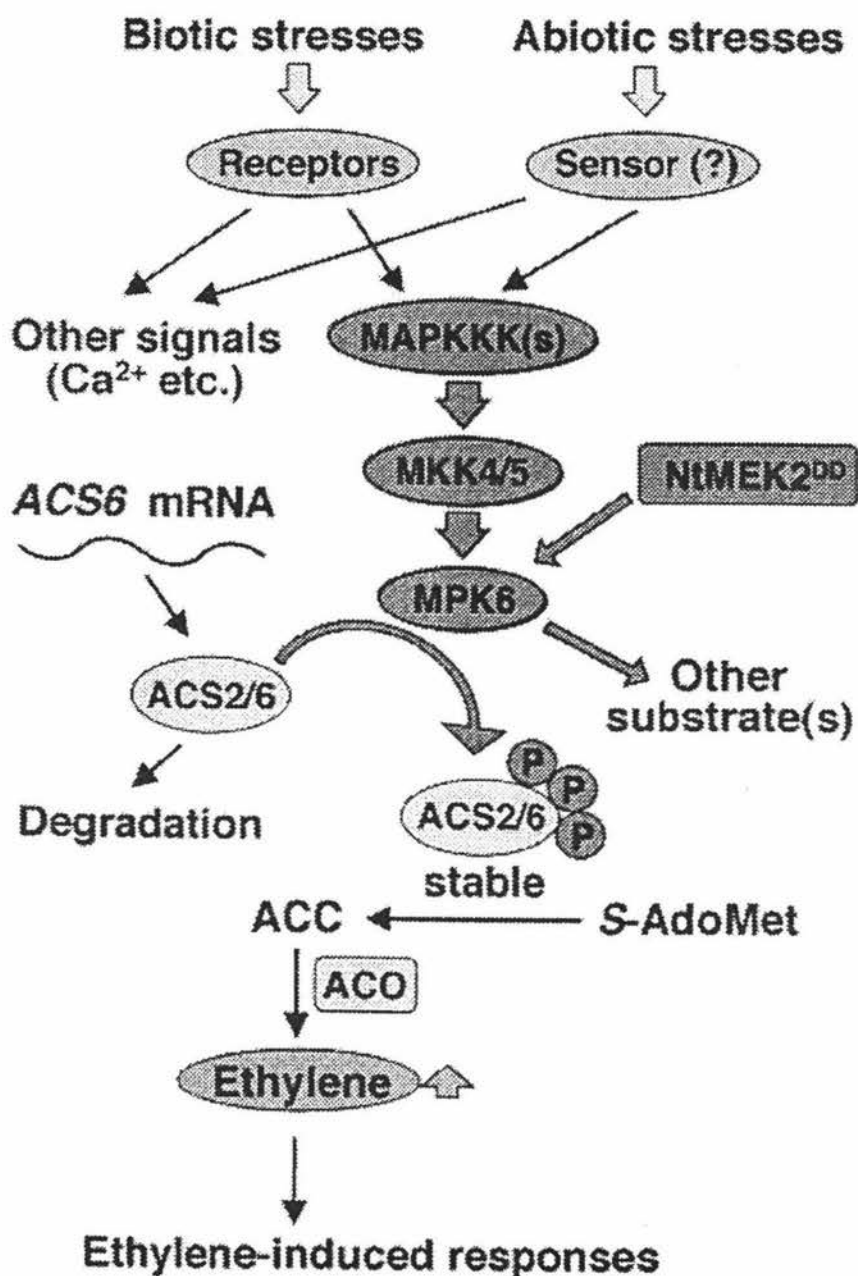 Biotic stresses
Abiotic stresses
Receptors
Sensor (?)
Other signals
(Ca²⁺ etc.)
MAPKKK(s)
MKK4/5
NtMEK2ᴰᴰ
ACS6 mRNA
MPK6
ACS2/6
Other
substrate(s)
Degradation
P
P
P
ACS2/6
stable
ACC
S-AdoMet
ACO
Ethylene
Ethylene-induced responses